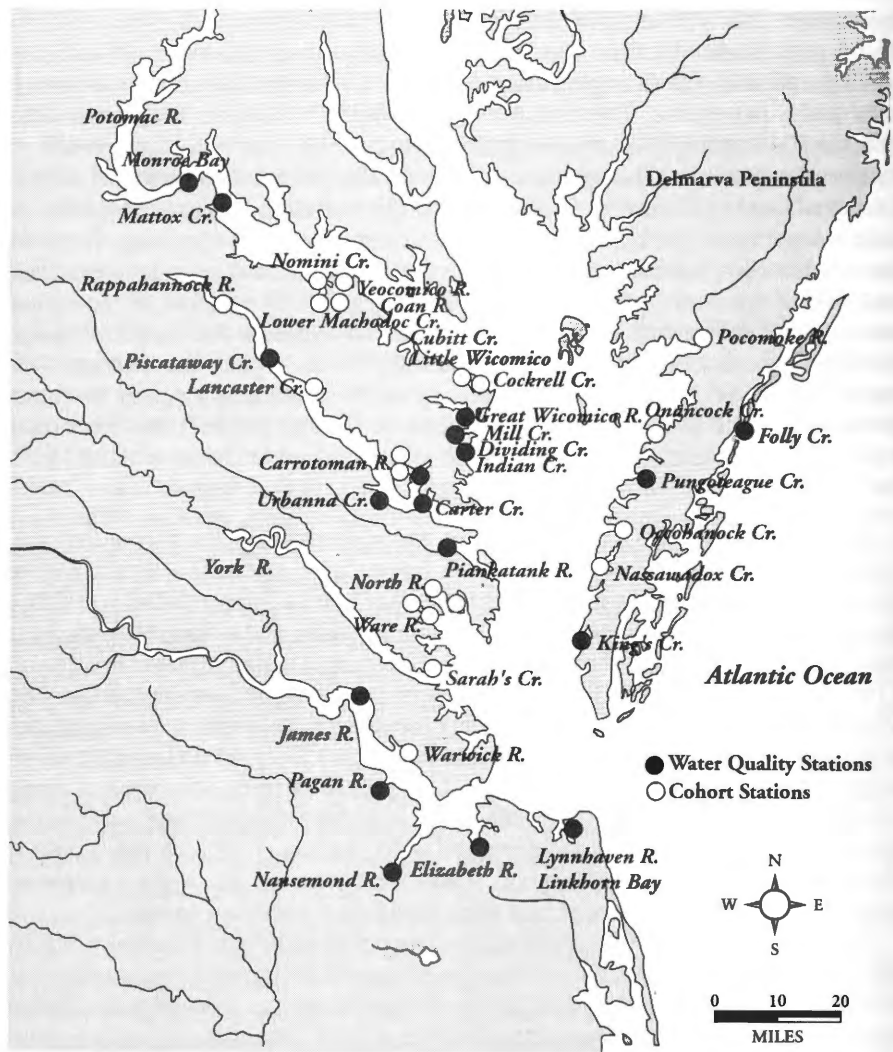 Potomac R.
Monroe Bay
Mattox Cr.
Delmarva Peninsula
Nomini Cr.
Rappahannock R.
Yeocomico R.
Coan R.
Lower Machodoc Cr.
Cubitt Cr.
Pocomoke R.
Piscataway Cr.
Little Wicomico
Lancaster Cr.
Cockrell Cr.
Great Wicomico R.
Onancock Cr.
Mill Cr.
Folly Cr.
Dividing Cr.
Carrotoman R.
Indian Cr.
Pungoteague Cr.
Urbanna Cr.
Carter Cr.
Occohanock Cr.
York R.
Piankatank R.
Nassawadox Cr.
North R.
Ware R.
King's Cr.
Sarah's Cr.
Atlantic Ocean
James R.
Warwick R.
Water Quality Stations
Pagan R.
Cohort Stations
Nansemond R.
Elizabeth R.
Lynnhaven R.
Linkhorn Bay
N
W E
S
0 10 20
MILES